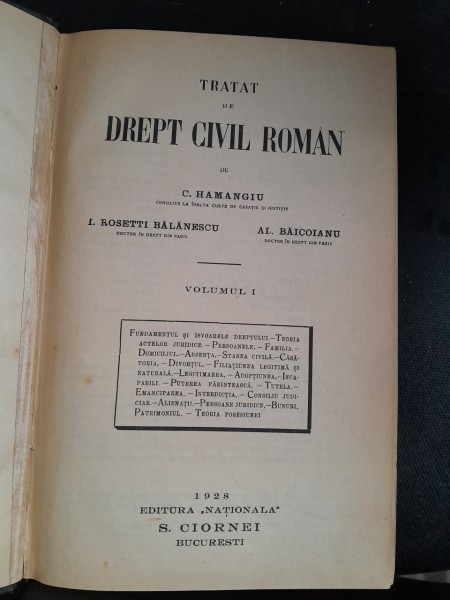 TRATAT
DE
DREPT CIVIL ROMÂN
DE
C. HAMANGIU
CONSILIER LA ÎNALTA CURTE DE CASAȚIE ȘI JUSTIȚIE
I. ROSETTI BĂLĂNESCU
DOCTOR ÎN DREPT DIN PARIS
AL. BĂICOIANU
DOCTOR ÎN DREPT DIN PARIS
VOLUMUL I
FUNDAMENTUL ȘI ISVOARELE DREPTULUI.—TEORIA
ACTELOR JURIDICE.—PERSOANELE.—FAMILIA.—
DOMICILIUL.—ABSENȚA.—STAREA CIVILĂ.—CĂSĂ-
TORIA.—DIVORȚUL.—FILIAȚIUNEA LEGITIMĂ ȘI
NATURALĂ.—LEGITIMAREA.—ADOPȚIUNEA.—INCA-
PABILII.—PUTEREA PĂRINTEASCĂ.—TUTELA.—
EMANCIPAREA.—INTERDICȚIA.—CONSILIU JUDI-
CIAR.—ALIENAȚII.—PERSOANE JURIDICE.—BUNURI.
PATRIMONIUL.—TEORIA POSESIUNEI
1928
EDITURA „NAȚIONALA"
S. CIORNEI
BUCUREȘTI